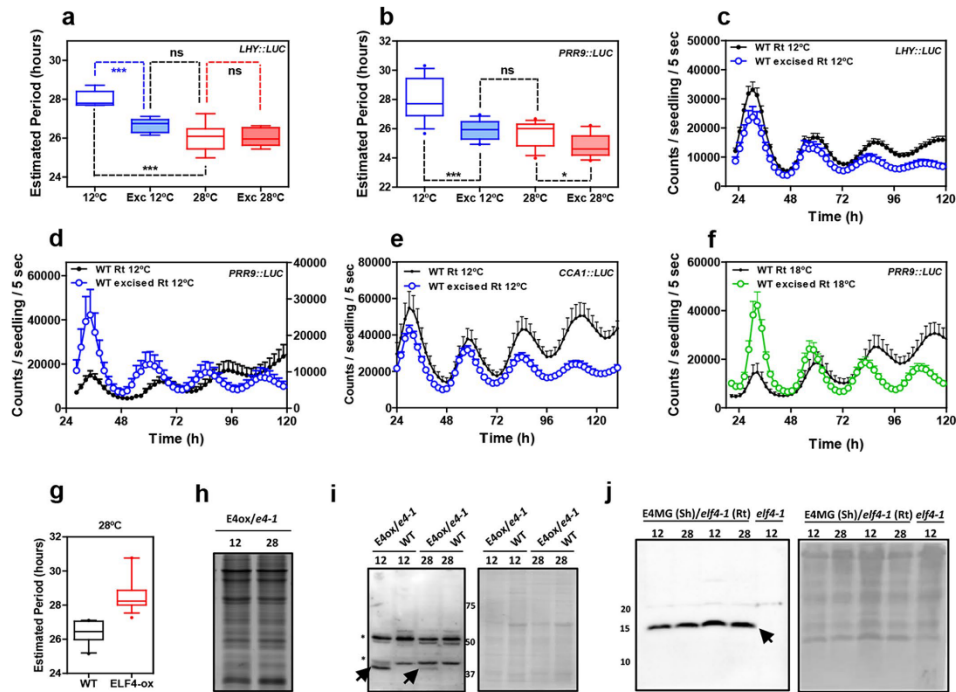 a
LHY::LUC
Estimated Period (hours)
30
28
26
24
***
ns
ns
***
12ºC
Exc 12ºC
28ºC
Exc 28ºC
b
PRR9::LUC
Estimated Period (hours)
32
30
28
26
24
22
ns
***
*
12ºC
Exc 12ºC
28ºC
Exc 28ºC
c
WT Rt 12ºC
WT excised Rt 12ºC
LHY::LUC
Counts / seedling / 5 sec
50000
40000
30000
20000
10000
0
24
48
72
96
120
Time (h)
d
WT Rt 12ºC
WT excised Rt 12ºC
PRR9::LUC
Counts / seedling / 5 sec
60000
40000
20000
0
40000
30000
20000
10000
0
24
48
72
96
120
Time (h)
e
WT Rt 12ºC
WT excised Rt 12ºC
CCA1::LUC
Counts / seedling / 5 sec
80000
60000
40000
20000
0
24
48
72
96
120
Time (h)
f
WT Rt 18ºC
WT excised Rt 18ºC
PRR9::LUC
Counts / seedling / 5 sec
60000
40000
20000
0
24
48
72
96
120
Time (h)
g
28ºC
Estimated Period (hours)
32
30
28
26
24
WT
ELF4-ox
h
E4ox/e4-1
12 28
i
E4ox/e4-1
WT
E4ox/e4-1
WT
12 12 28 28
*
*
75
50
37
E4ox/e4-1
WT
E4ox/e4-1
WT
12 12 28 28
j
E4MG (Sh)/elf4-1 (Rt) elf4-1
12 28 12 28 12
20
15
10
E4MG (Sh)/elf4-1 (Rt) elf4-1
12 28 12 28 12